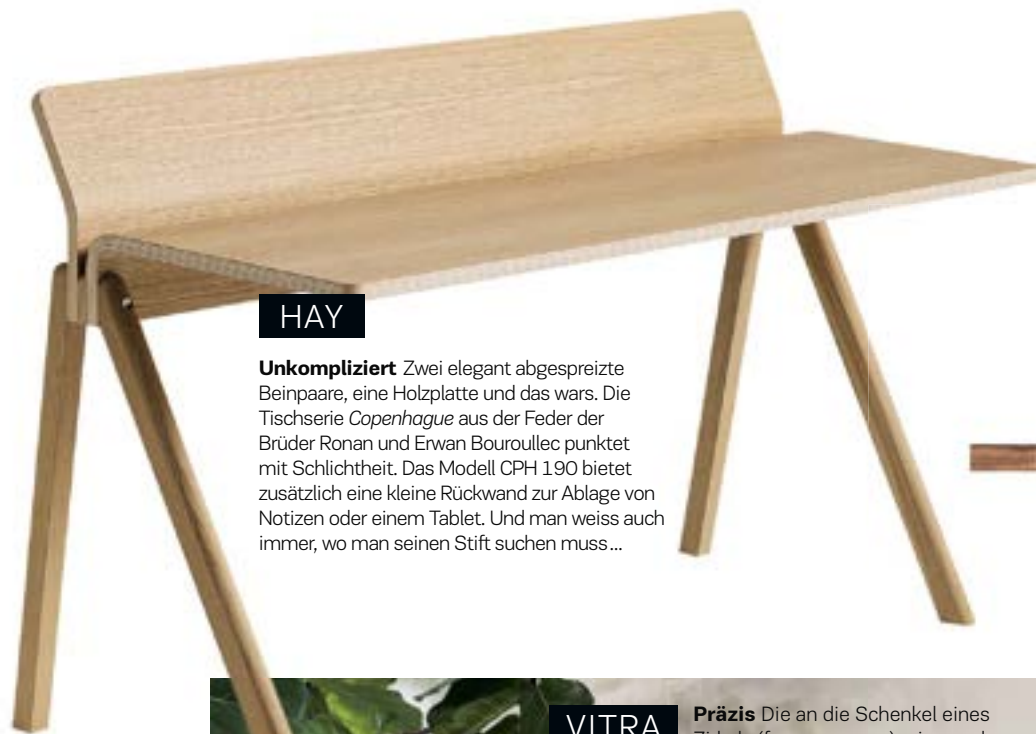 HAY
Unkompliziert Zwei elegant abgespreizte
Beinpaare, eine Holzplatte und das wars. Die
Tischserie Copenhague aus der Feder der
Brüder Ronan und Erwan Bouroullec punktet
mit Schlichtheit. Das Modell CPH 190 bietet
zusätzlich eine kleine Rückwand zur Ablage von
Notizen oder einem Tablet. Und man weiss auch
immer, wo man seinen Stift suchen muss...
VITRA
Präzis Die an die Schenkel eines